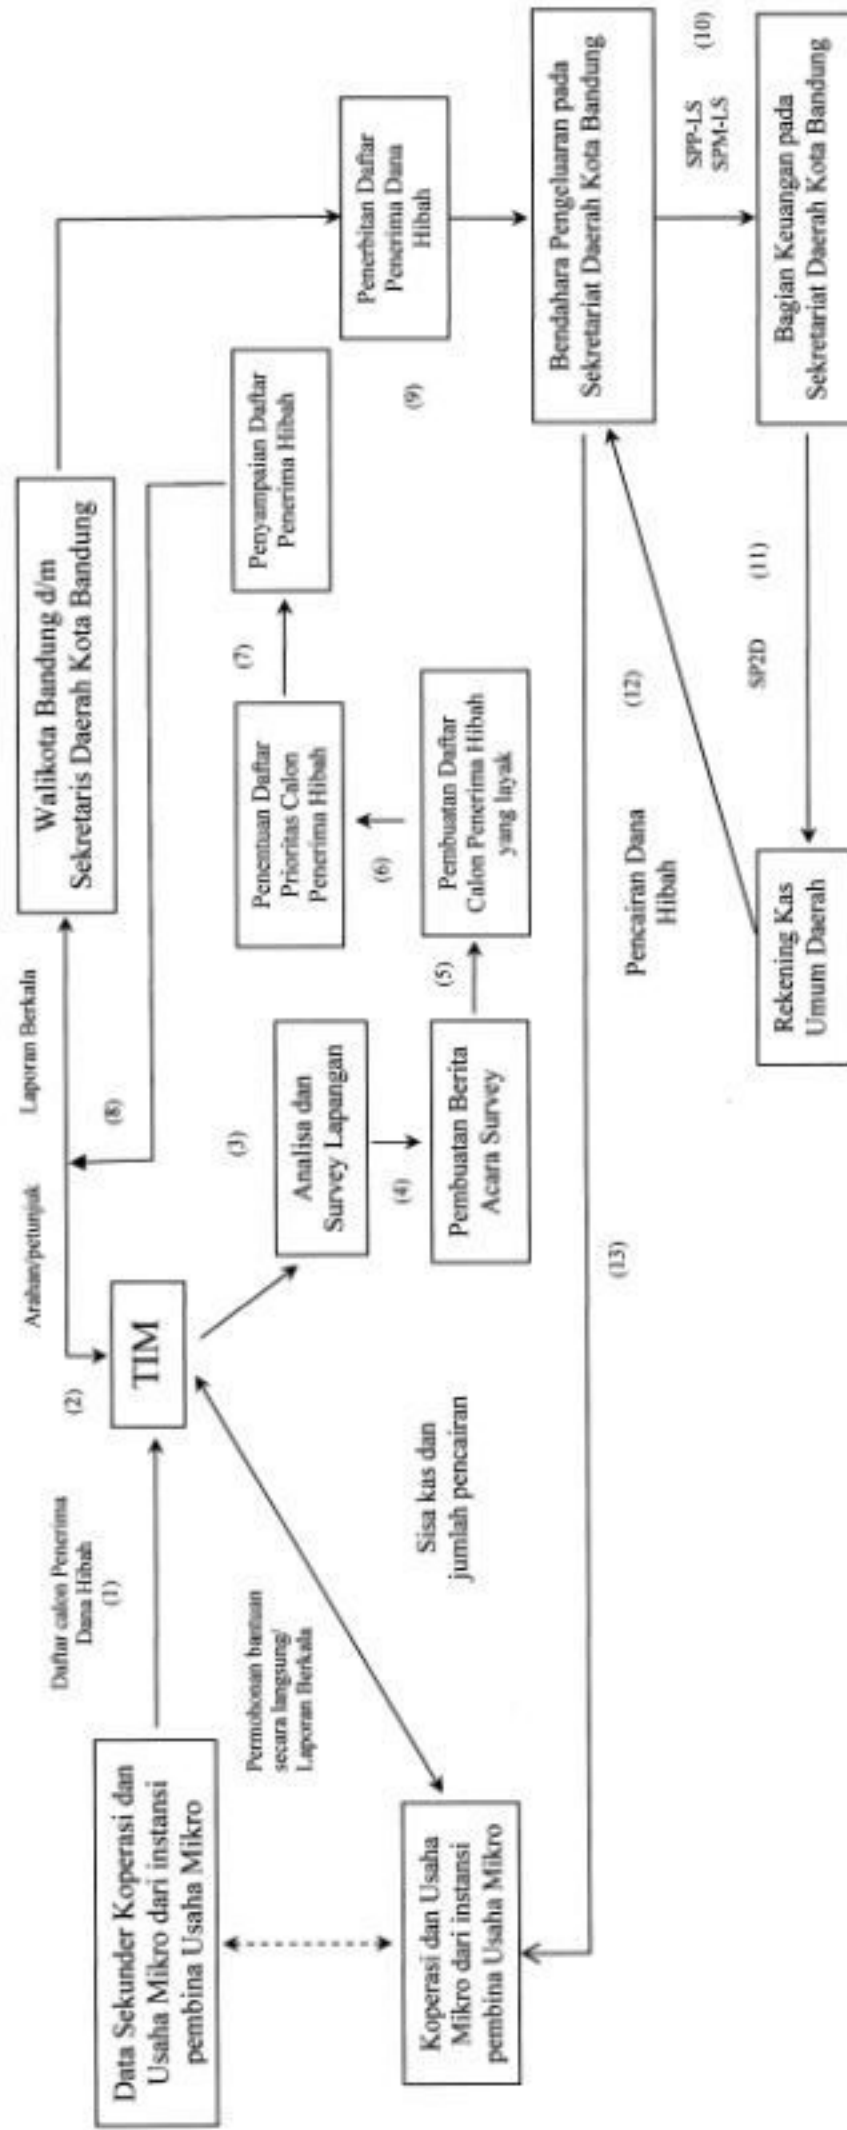 Data Sekunder Koperasi dan
Usaha Mikro dari instansi
pembina Usaha Mikro
Daftar calon Penerima
Dana Hibah
(1)
(2)
TIM
Arahan/petunjuk
Laporan Berkala
(8)
Walikota Bandung d/m
Sekretaris Daerah Kota Bandung
Permohonan bantuan
secara langsung/
Laporan Berkala
Koperasi dan Usaha
Mikro dari instansi
pembina Usaha Mikro
(3)
Analisa dan
Survey Lapangan
(4)
Pembuatan Berita
Acara Survey
(5)
Pembuatan Daftar
Calon Penerima Hibah
yang layak
(6)
Penentuan Daftar
Prioritas Calon
Penerima Hibah
(7)
Penyampaian Daftar
Penerima Hibah
Penerbitan Daftar
Penerima Dana
Hibah
(9)
Bendahara Pengeluaran pada
Sekretariat Daerah Kota Bandung
SPP-LS
SPM-LS
(10)
Bagian Keuangan pada
Sekretariat Daerah Kota Bandung
SP2D
(11)
Rekening Kas
Umum Daerah
Pencairan Dana
Hibah
(12)
(13)
Sisa kas dan
jumlah pencairan